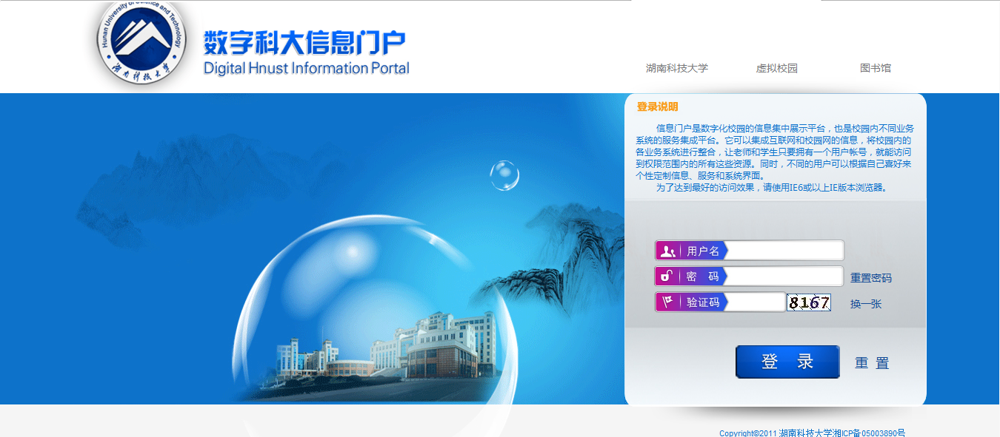 Hunan University of Science and Technology
湖南科技大学
数字科大信息门户
Digital Hnust Information Portal
湖南科技大学 虚拟校园 图书馆
登录说明
信息门户是数字化校园的信息集中展示平台，也是校园内不同业务
系统的服务集成平台。它可以集成互联网和校园网的信息，将校园内的
各业务系统进行整合，让老师和学生只要拥有一个用户帐号，就能访问
到权限范围内的所有这些资源。同时，不同的用户可以根据自己喜好来
个性定制信息、服务和系统界面。
为了达到最好的访问效果，请使用IE6或以上IE版本浏览器。
用户名
密 码 重置密码
验证码 8167 换一张
登 录 重 置
Copyright©2011 湖南科技大学湘ICP备05003890号